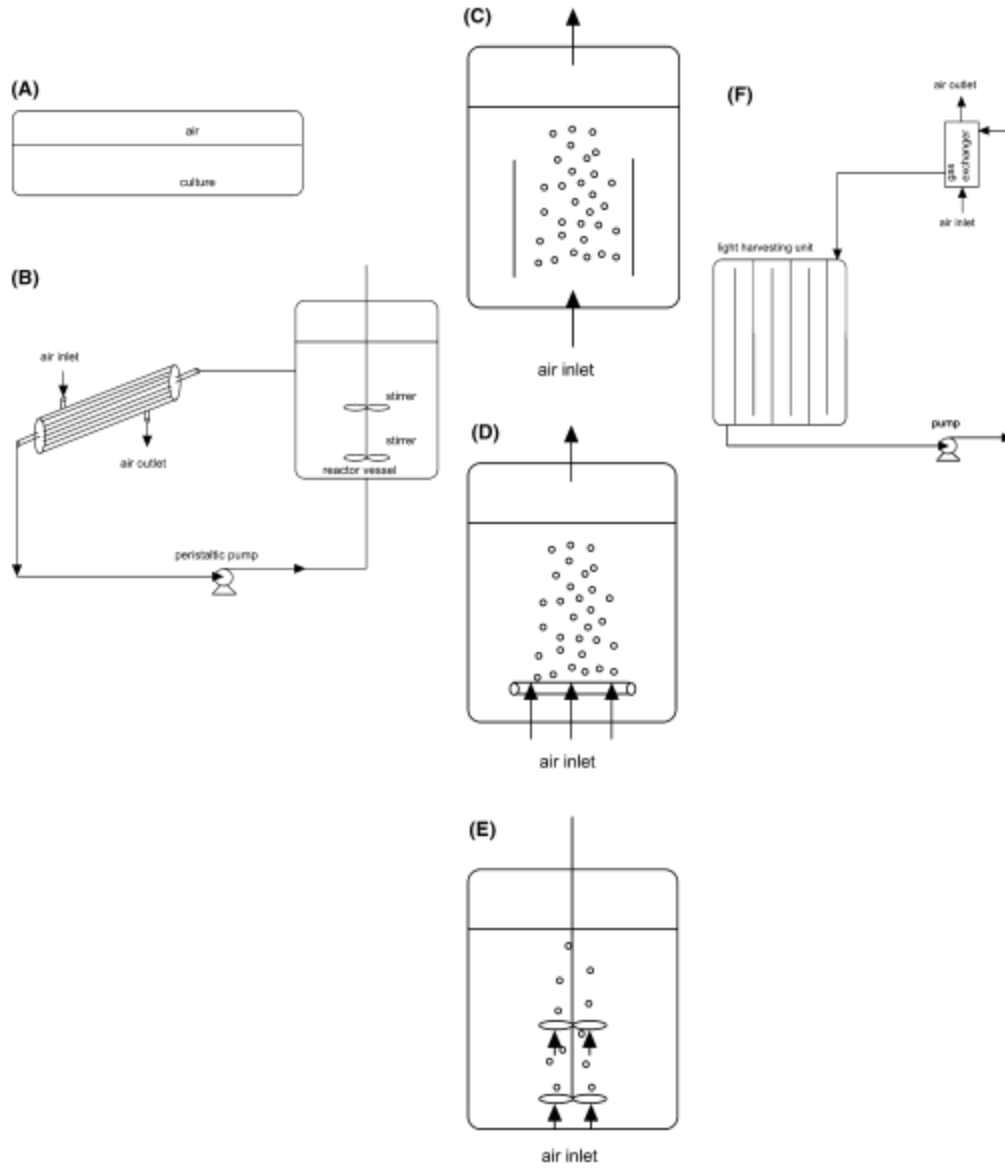 (A)
air
culture
(B)
air inlet
air outlet
stirrer
stirrer
reactor vessel
peristaltic pump
(C)
air inlet
(D)
air inlet
(E)
air inlet
(F)
air outlet
gas
exchanger
air inlet
light harvesting unit
pump